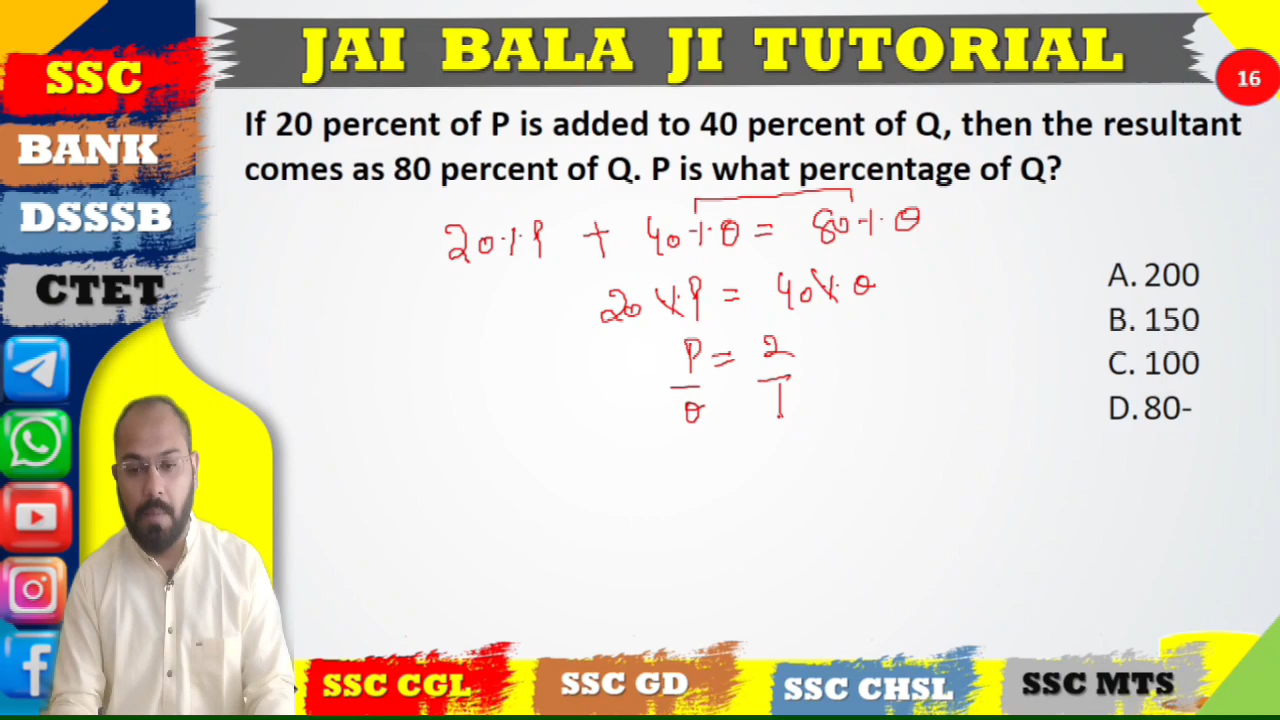 JAI BALA JI TUTORIAL
16
SSC
BANK
DSSSB
CTET
If 20 percent of P is added to 40 percent of Q, then the resultant
comes as 80 percent of Q. P is what percentage of Q?
20%P + 40%Q = 80%Q
20%P = 40%Q
P/Q = 2/1
A. 200
B. 150
C. 100
D. 80-
SSC CGL
SSC GD
SSC CHSL
SSC MTS